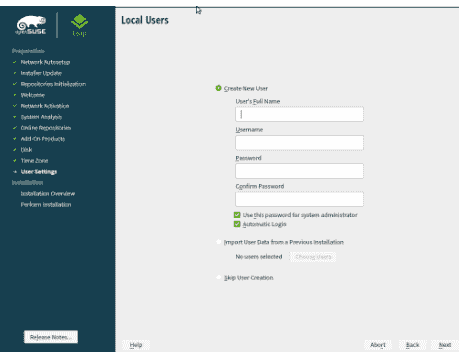 openSUSE
Leap
Local Users
Preparation
Network Autosetup
Installer Update
Repositories Initialization
Welcome
Network Activation
System Analysis
Online Repositories
Add-On Products
Disk
Time Zone
User Settings
Installation
Installation Overview
Perform Installation
Create New User
User's Full Name
Username
Password
Confirm Password
Use this password for system administrator
Automatic Login
Import User Data from a Previous Installation
No users selected
Choose Users
Skip User Creation
Release Notes...
Help
Abort
Back
Next